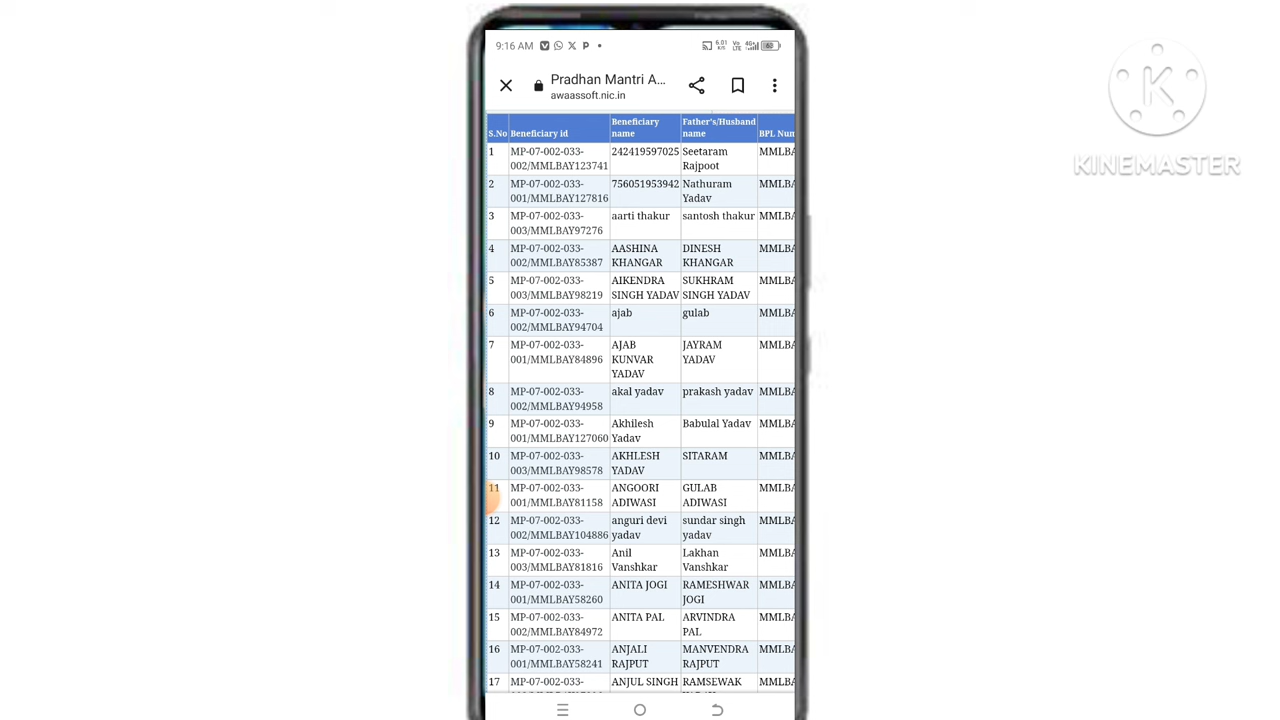 9:16 AM
6.01 K/s
Vo LTE
4G+
60
Pradhan Mantri A...
awaassoft.nic.in
KINEMASTER
S.No Beneficiary id Beneficiary name Father's/Husband name BPL Num
1 MP-07-002-033- 242419597025 Seetaram MMLBA
002/MMLBAY123741 Rajpoot
2 MP-07-002-033- 756051953942 Nathuram MMLBA
001/MMLBAY127816 Yadav
3 MP-07-002-033- aarti thakur santosh thakur MMLBA
003/MMLBAY97276
4 MP-07-002-033- AASHINA DINESH MMLBA
002/MMLBAY85387 KHANGAR KHANGAR
5 MP-07-002-033- AIKENDRA SUKHRAM MMLBA
003/MMLBAY98219 SINGH YADAV SINGH YADAV
6 MP-07-002-033- ajab gulab MMLBA
002/MMLBAY94704
7 MP-07-002-033- AJAB JAYRAM MMLBA
001/MMLBAY84896 KUNVAR YADAV
YADAV
8 MP-07-002-033- akal yadav prakash yadav MMLBA
002/MMLBAY94958
9 MP-07-002-033- Akhilesh Babulal Yadav MMLBA
001/MMLBAY127060 Yadav
10 MP-07-002-033- AKHLESH SITARAM MMLBA
003/MMLBAY98578 YADAV
11 MP-07-002-033- ANGOORI GULAB MMLBA
001/MMLBAY81158 ADIWASI ADIWASI
12 MP-07-002-033- anguri devi sundar singh MMLBA
002/MMLBAY104886 yadav yadav
13 MP-07-002-033- Anil Lakhan MMLBA
003/MMLBAY81816 Vanshkar Vanshkar
14 MP-07-002-033- ANITA JOGI RAMESHWAR MMLBA
001/MMLBAY58260 JOGI
15 MP-07-002-033- ANITA PAL ARVINDRA MMLBA
002/MMLBAY84972 PAL
16 MP-07-002-033- ANJALI MANVENDRA MMLBA
001/MMLBAY58241 RAJPUT RAJPUT
17 MP-07-002-033- ANJUL SINGH RAMSEWAK MMLBA